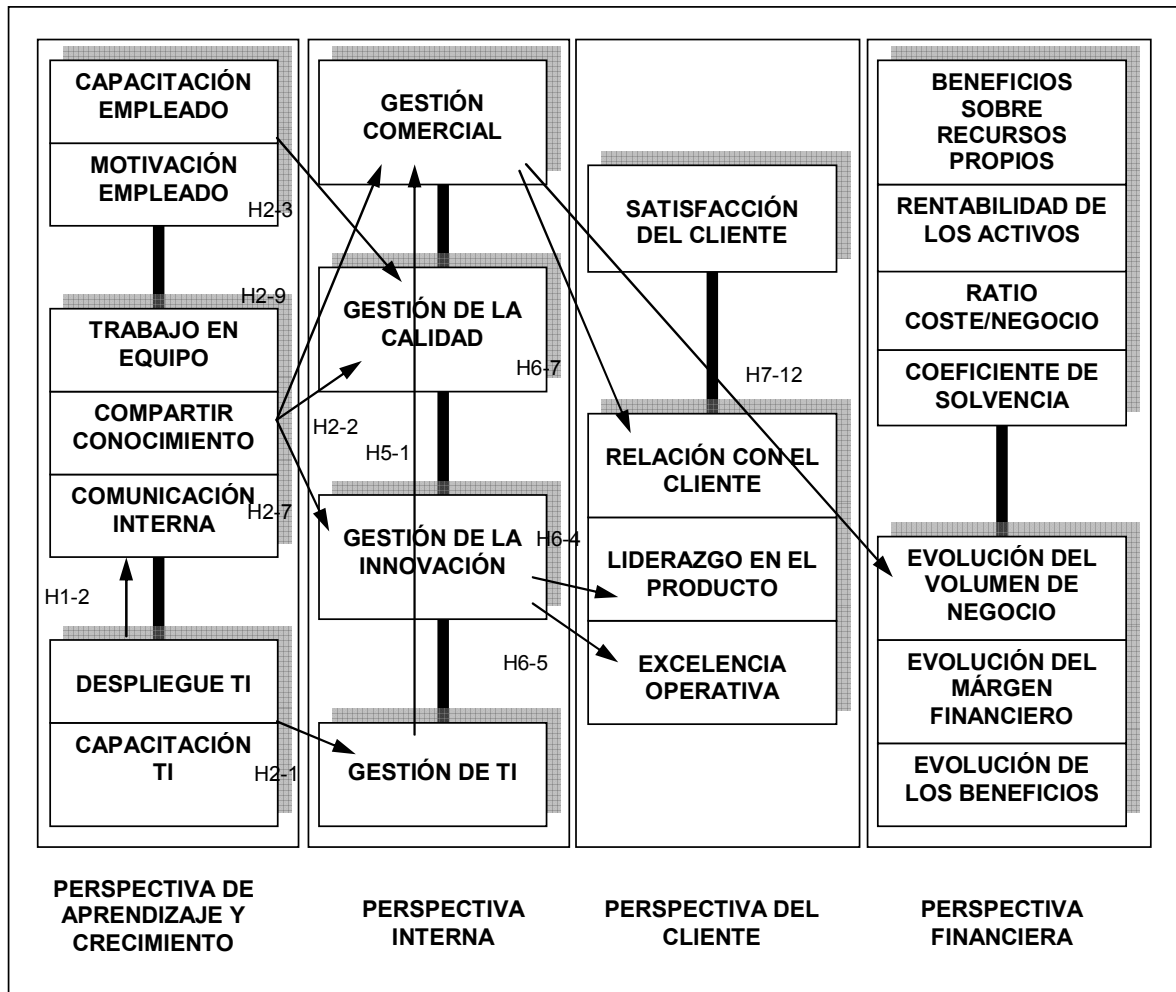 CAPACITACIÓN
EMPLEADO
MOTIVACIÓN
EMPLEADO
H2-3
H2-9
TRABAJO EN
EQUIPO
COMPARTIR
CONOCIMIENTO
COMUNICACIÓN
INTERNA
H2-7
H1-2
DESPLIEGUE TI
CAPACITACIÓN
TI
H2-1
PERSPECTIVA DE
APRENDIZAJE Y
CRECIMIENTO
GESTIÓN
COMERCIAL
GESTIÓN DE LA
CALIDAD
H6-7
H2-2
H5-1
GESTIÓN DE LA
INNOVACIÓN
H6-4
H6-5
GESTIÓN DE TI
PERSPECTIVA
INTERNA
SATISFACCIÓN
DEL CLIENTE
H7-12
RELACIÓN CON EL
CLIENTE
LIDERAZGO EN EL
PRODUCTO
EXCELENCIA
OPERATIVA
PERSPECTIVA DEL
CLIENTE
BENEFICIOS
SOBRE
RECURSOS
PROPIOS
RENTABILIDAD DE
LOS ACTIVOS
RATIO
COSTE/NEGOCIO
COEFICIENTE DE
SOLVENCIA
EVOLUCIÓN DEL
VOLUMEN DE
NEGOCIO
EVOLUCIÓN DEL
MÁRGEN
FINANCIERO
EVOLUCIÓN DE
LOS BENEFICIOS
PERSPECTIVA
FINANCIERA